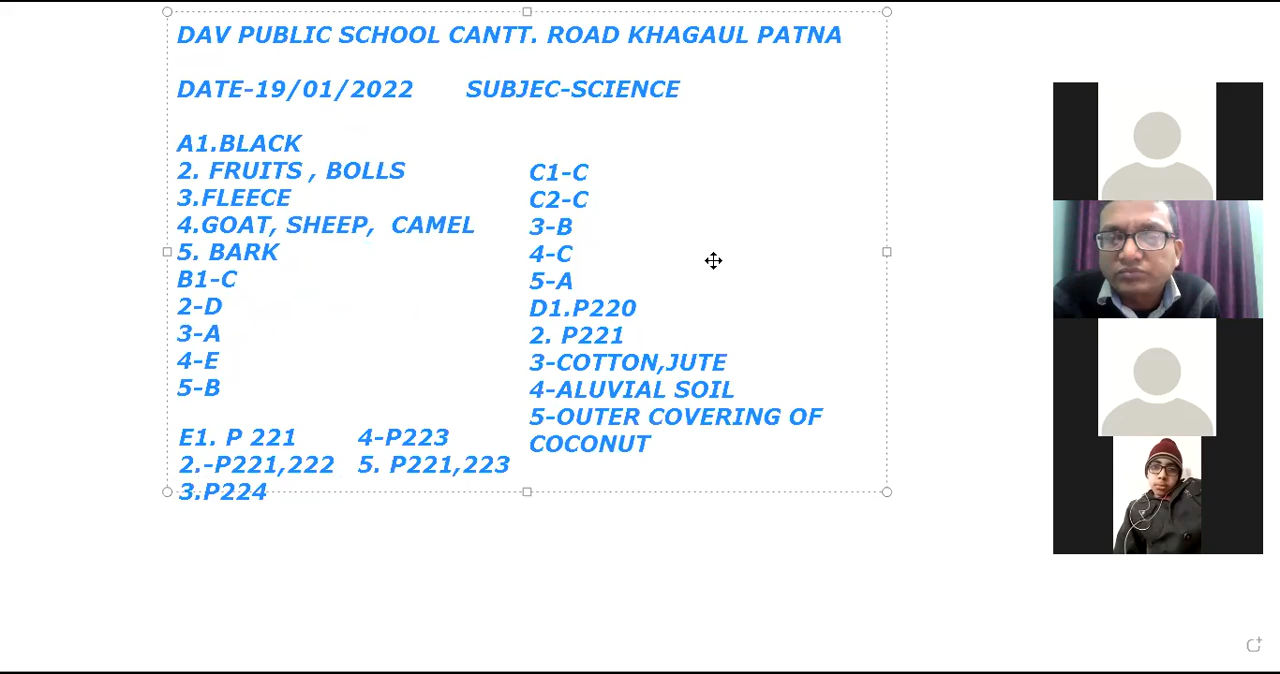 DAV PUBLIC SCHOOL CANTT. ROAD KHAGAUL PATNA
DATE-19/01/2022 SUBJEC-SCIENCE
A1.BLACK
2. FRUITS , BOLLS
3.FLEECE
4.GOAT, SHEEP, CAMEL
5. BARK
B1-C
2-D
3-A
4-E
5-B
C1-C
C2-C
3-B
4-C
5-A
D1.P220
2. P221
3-COTTON,JUTE
4-ALUVIAL SOIL
5-OUTER COVERING OF
COCONUT
E1. P 221 4-P223
2.-P221,222 5. P221,223
3.P224